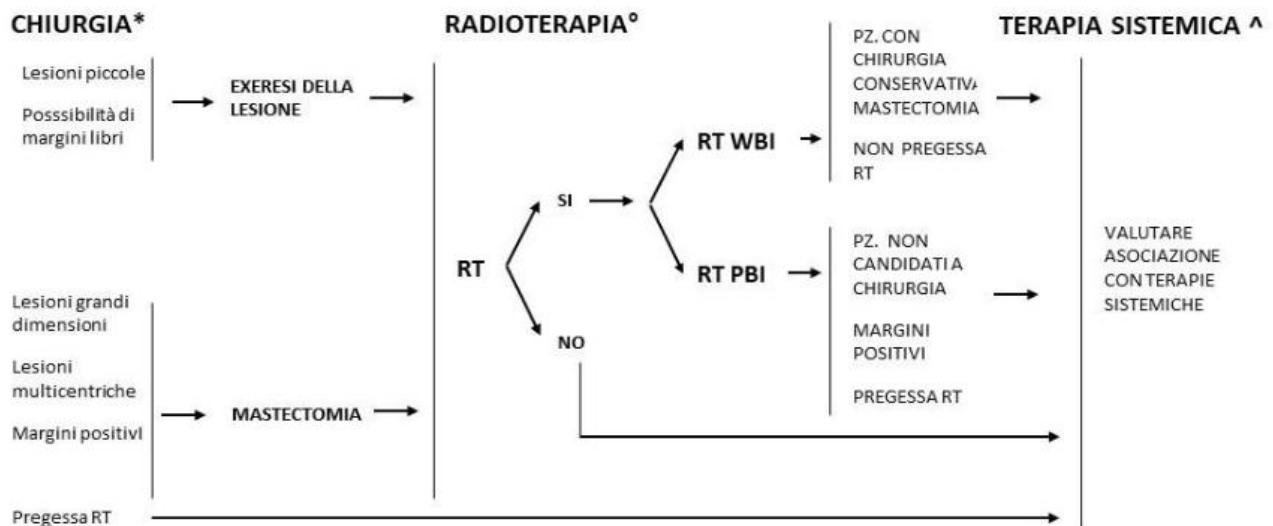 CHIURGIA*
RADIOTERAPIA°
TERAPIA SISTEMICA ^
Lesioni piccole
Posssibilità di
margini libri
EXERESI DELLA
LESIONE
Lesioni grandi
dimensioni
Lesioni
multicentriche
Margini positivi
MASTECTOMIA
Pregessa RT
RT
SI
NO
RT WBI
RT PBI
PZ. CON
CHIRURGIA
CONSERVATIVA
MASTECTOMIA
NON PREGESSA
RT
PZ. NON
CANDIDATI A
CHIRURGIA
MARGINI
POSITIVI
PREGESSA RT
VALUTARE
ASOCIAZIONE
CON TERAPIE
SISTEMICHE